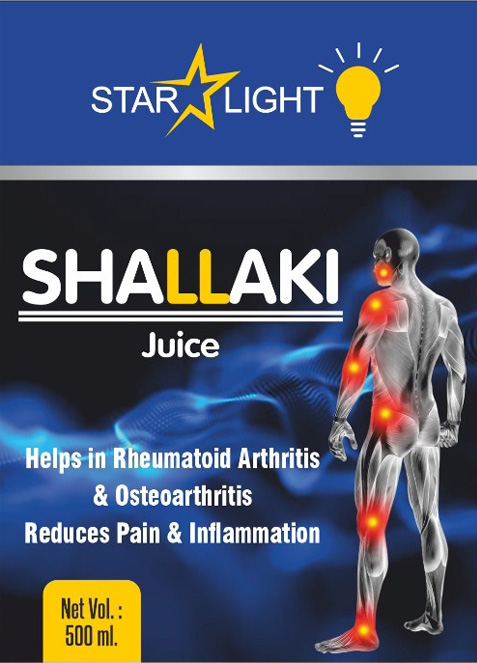 STAR LIGHT
SHALLAKI
Juice
Helps in Rheumatoid Arthritis
& Osteoarthritis
Reduces Pain & Inflammation
Net Vol. :
500 ml.